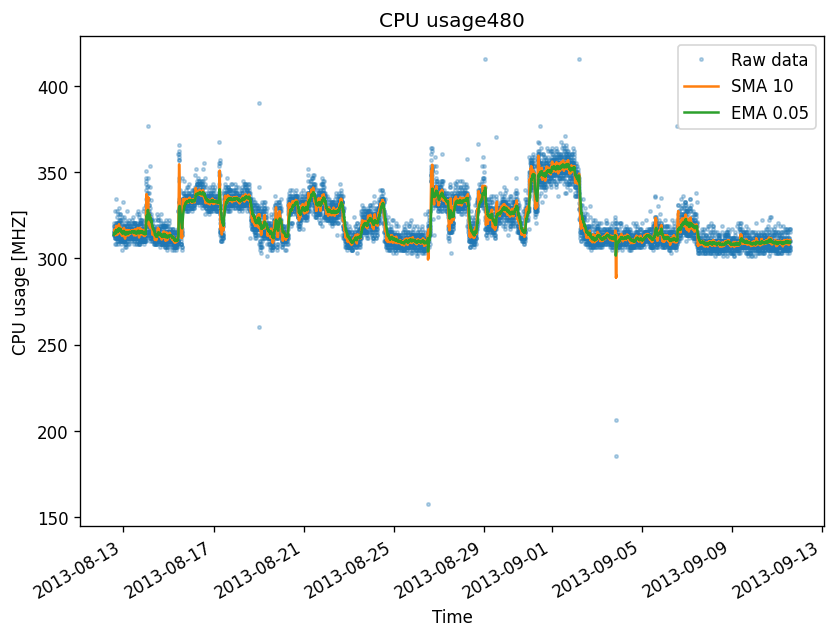 CPU usage480
Raw data
SMA 10
EMA 0.05
CPU usage [MHZ]
400
350
300
250
200
150
2013-08-13
2013-08-17
2013-08-21
2013-08-25
2013-08-29
2013-09-01
2013-09-05
2013-09-09
2013-09-13
Time